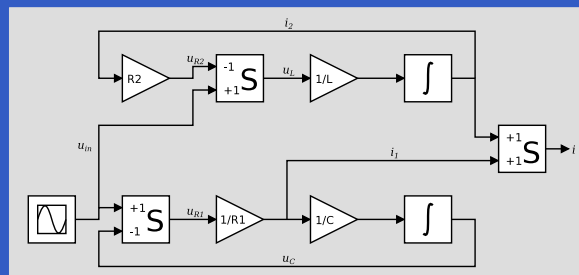 i2
R2
uR2
-1
+1
S
uL
1/L
∫
uin
i1
+1
+1
S
i
+1
-1
S
uR1
1/R1
1/C
∫
uC